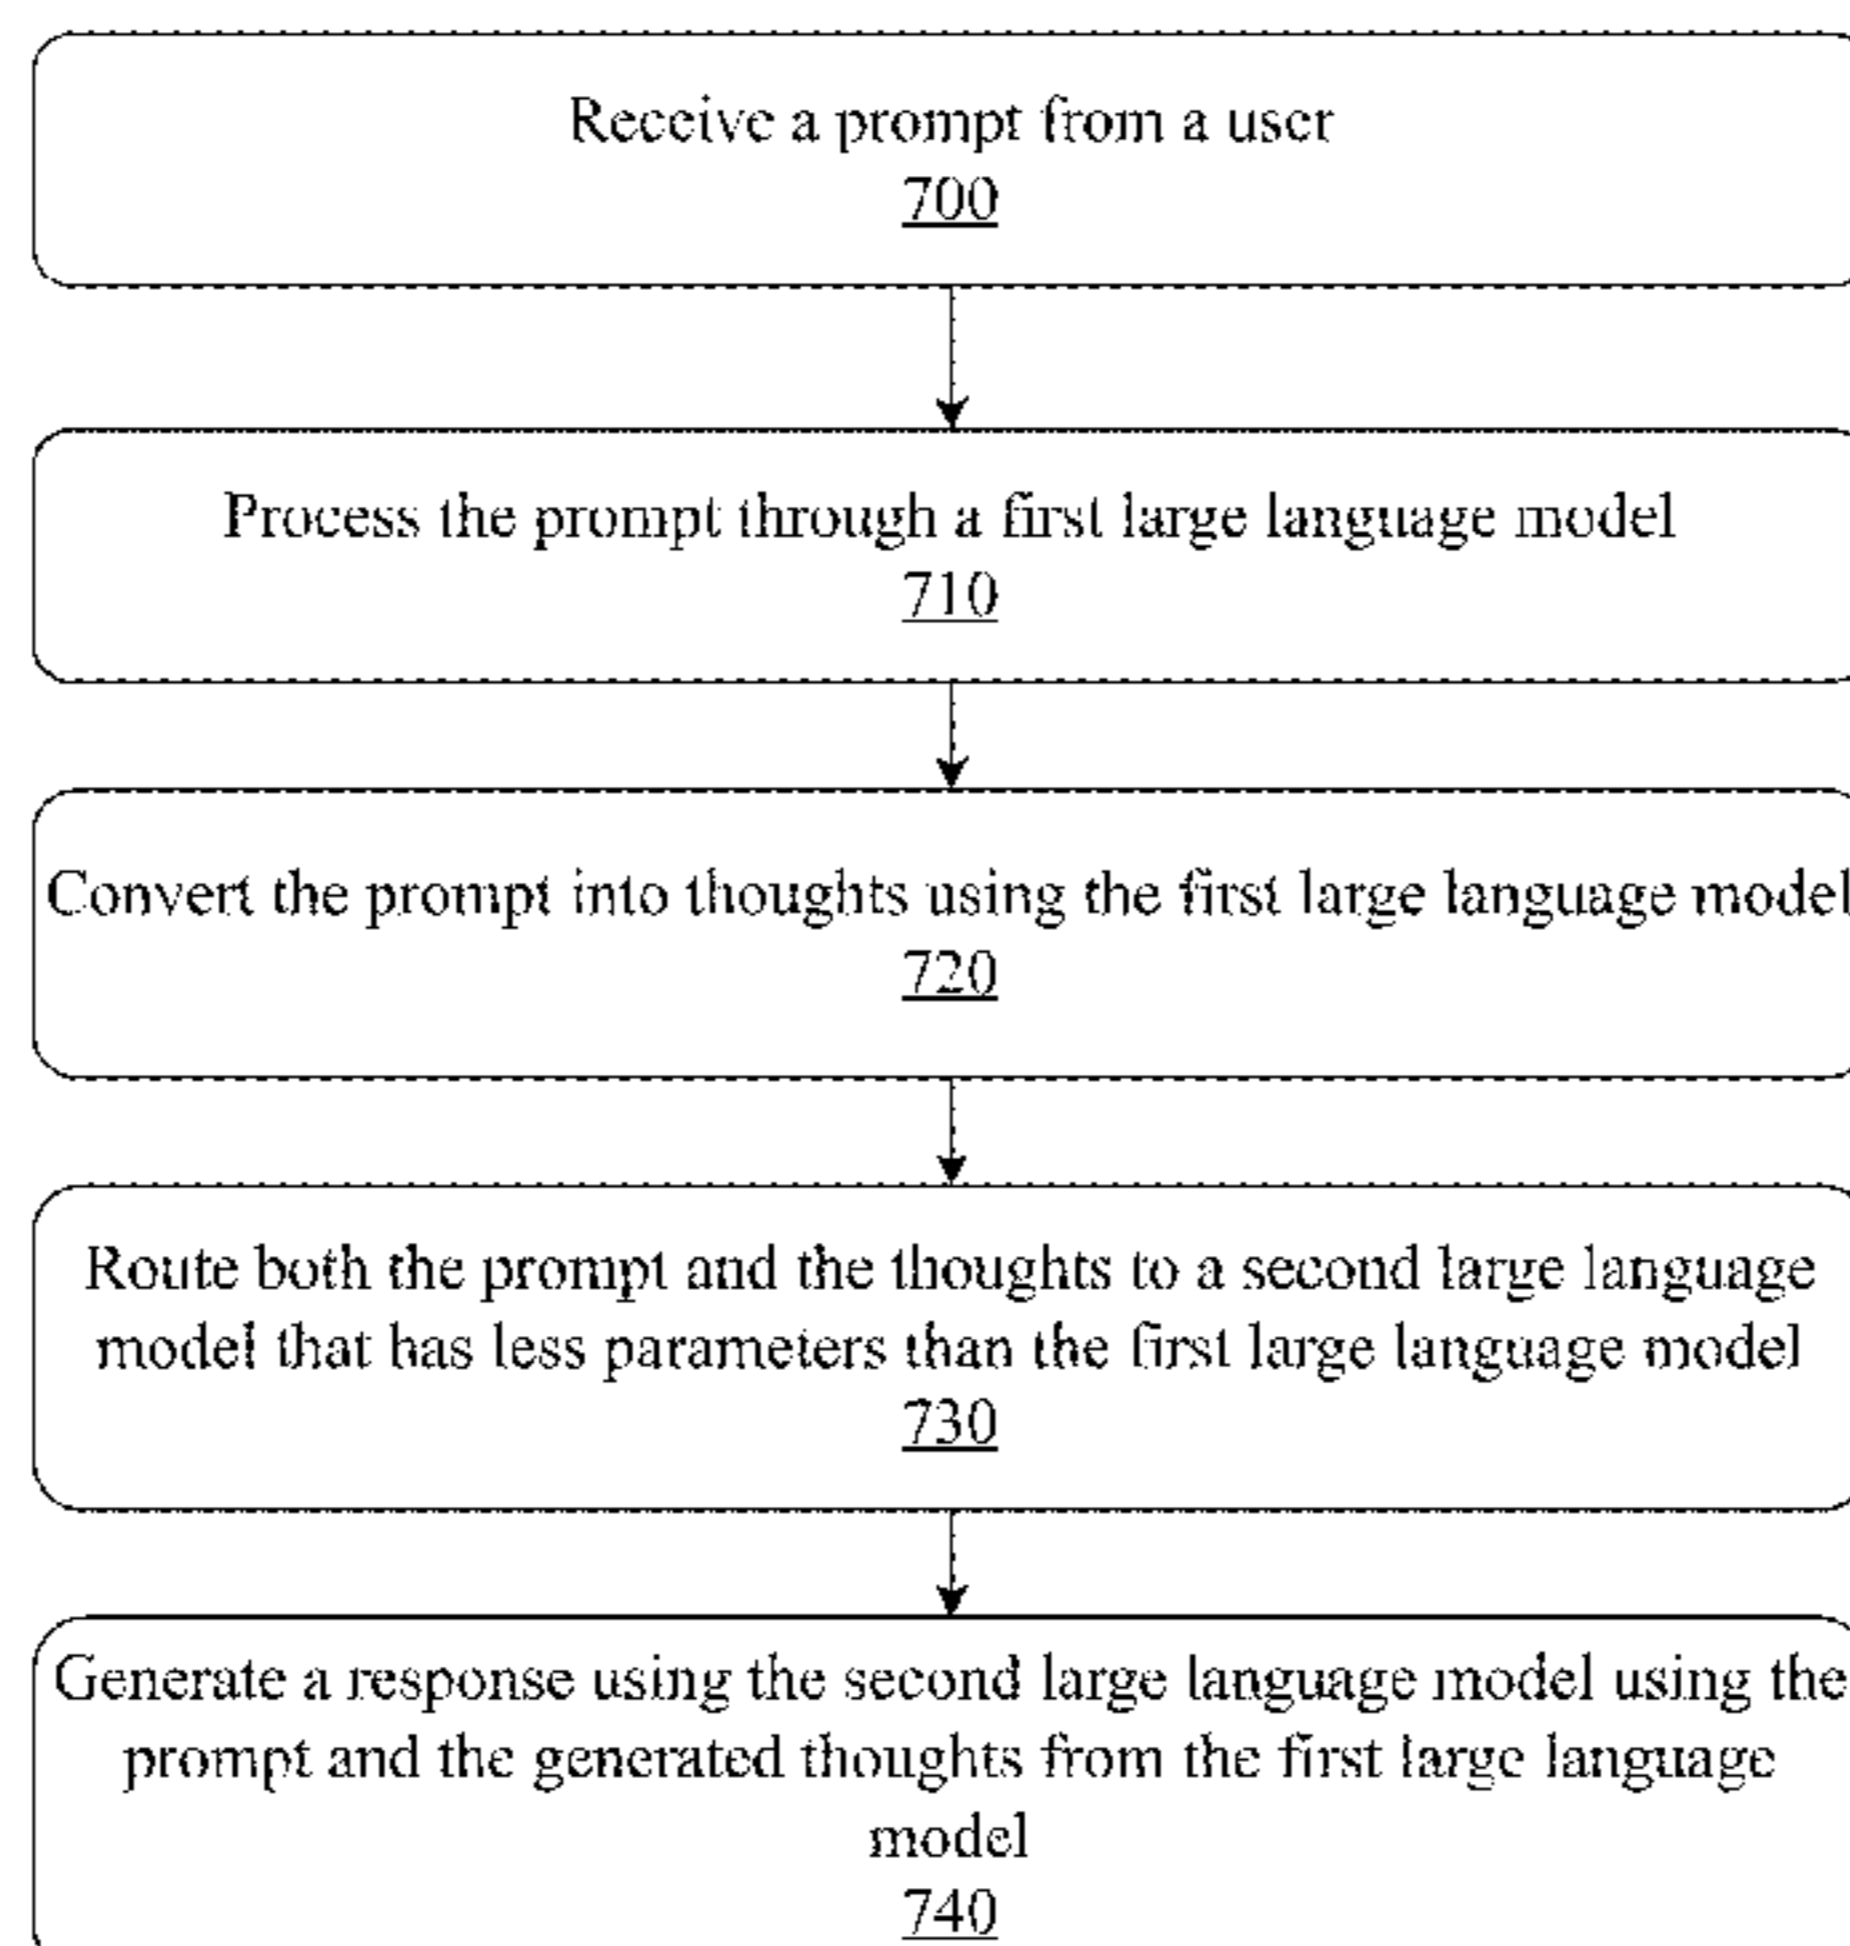 Receive a prompt from a user
700
Process the prompt through a first large language model
710
Convert the prompt into thoughts using the first large language model
720
Route both the prompt and the thoughts to a second large language
model that has less parameters than the first large language model
730
Generate a response using the second large language model using the
prompt and the generated thoughts from the first large language
model
740